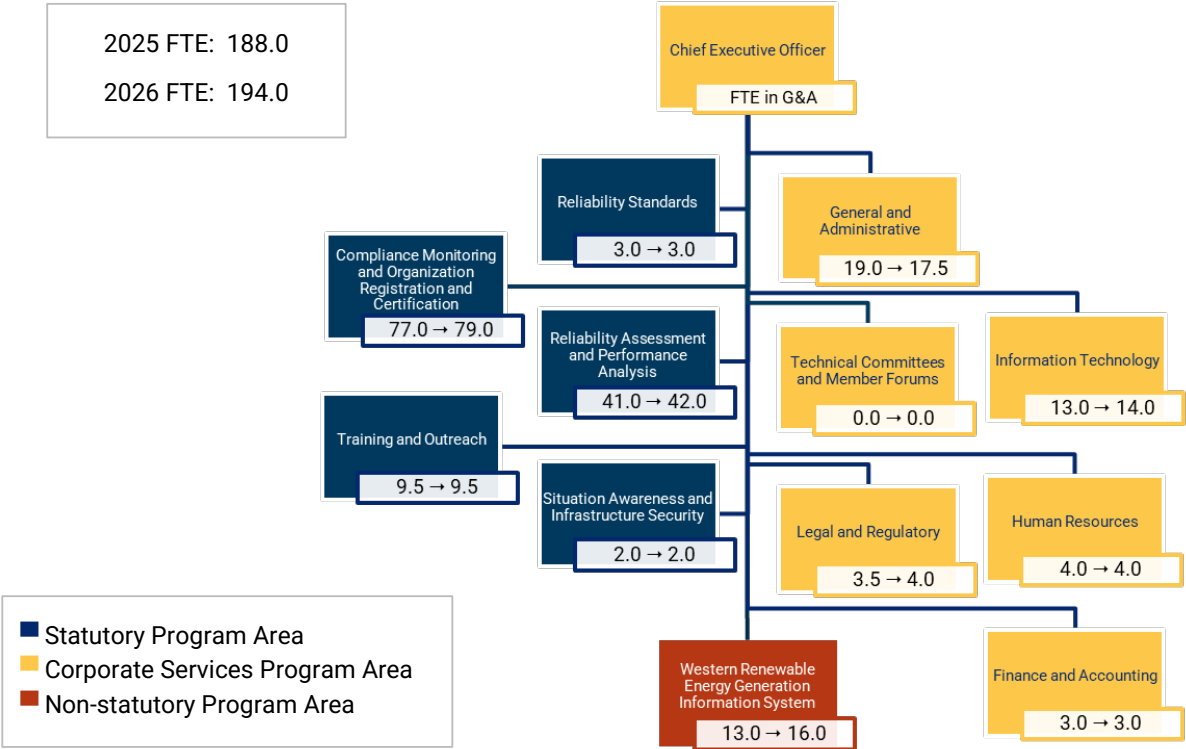 2025 FTE: 188.0
2026 FTE: 194.0
Chief Executive Officer
FTE in G&A
Reliability Standards
3.0 → 3.0
General and
Administrative
19.0 → 17.5
Compliance Monitoring
and Organization
Registration and
Certification
77.0 → 79.0
Reliability Assessment
and Performance
Analysis
41.0 → 42.0
Technical Committees
and Member Forums
0.0 → 0.0
Information Technology
13.0 → 14.0
Training and Outreach
9.5 → 9.5
Situation Awareness and
Infrastructure Security
2.0 → 2.0
Legal and Regulatory
3.5 → 4.0
Human Resources
4.0 → 4.0
Statutory Program Area
Corporate Services Program Area
Non-statutory Program Area
Western Renewable
Energy Generation
Information System
13.0 → 16.0
Finance and Accounting
3.0 → 3.0